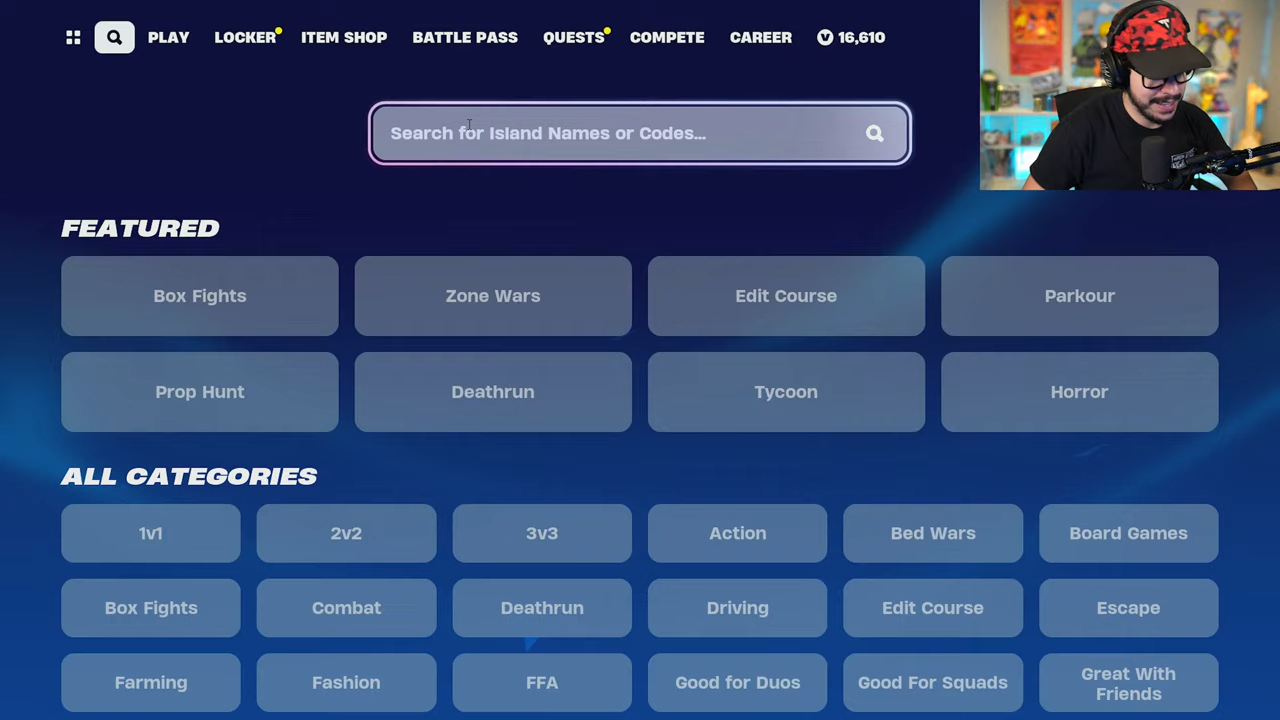 PLAY LOCKER ITEM SHOP BATTLE PASS QUESTS COMPETE CAREER 16,610
Search for Island Names or Codes...
FEATURED
Box Fights Zone Wars Edit Course Parkour
Prop Hunt Deathrun Tycoon Horror
ALL CATEGORIES
1v1 2v2 3v3 Action Bed Wars Board Games
Box Fights Combat Deathrun Driving Edit Course Escape
Farming Fashion FFA Good for Duos Good For Squads Great With
Friends